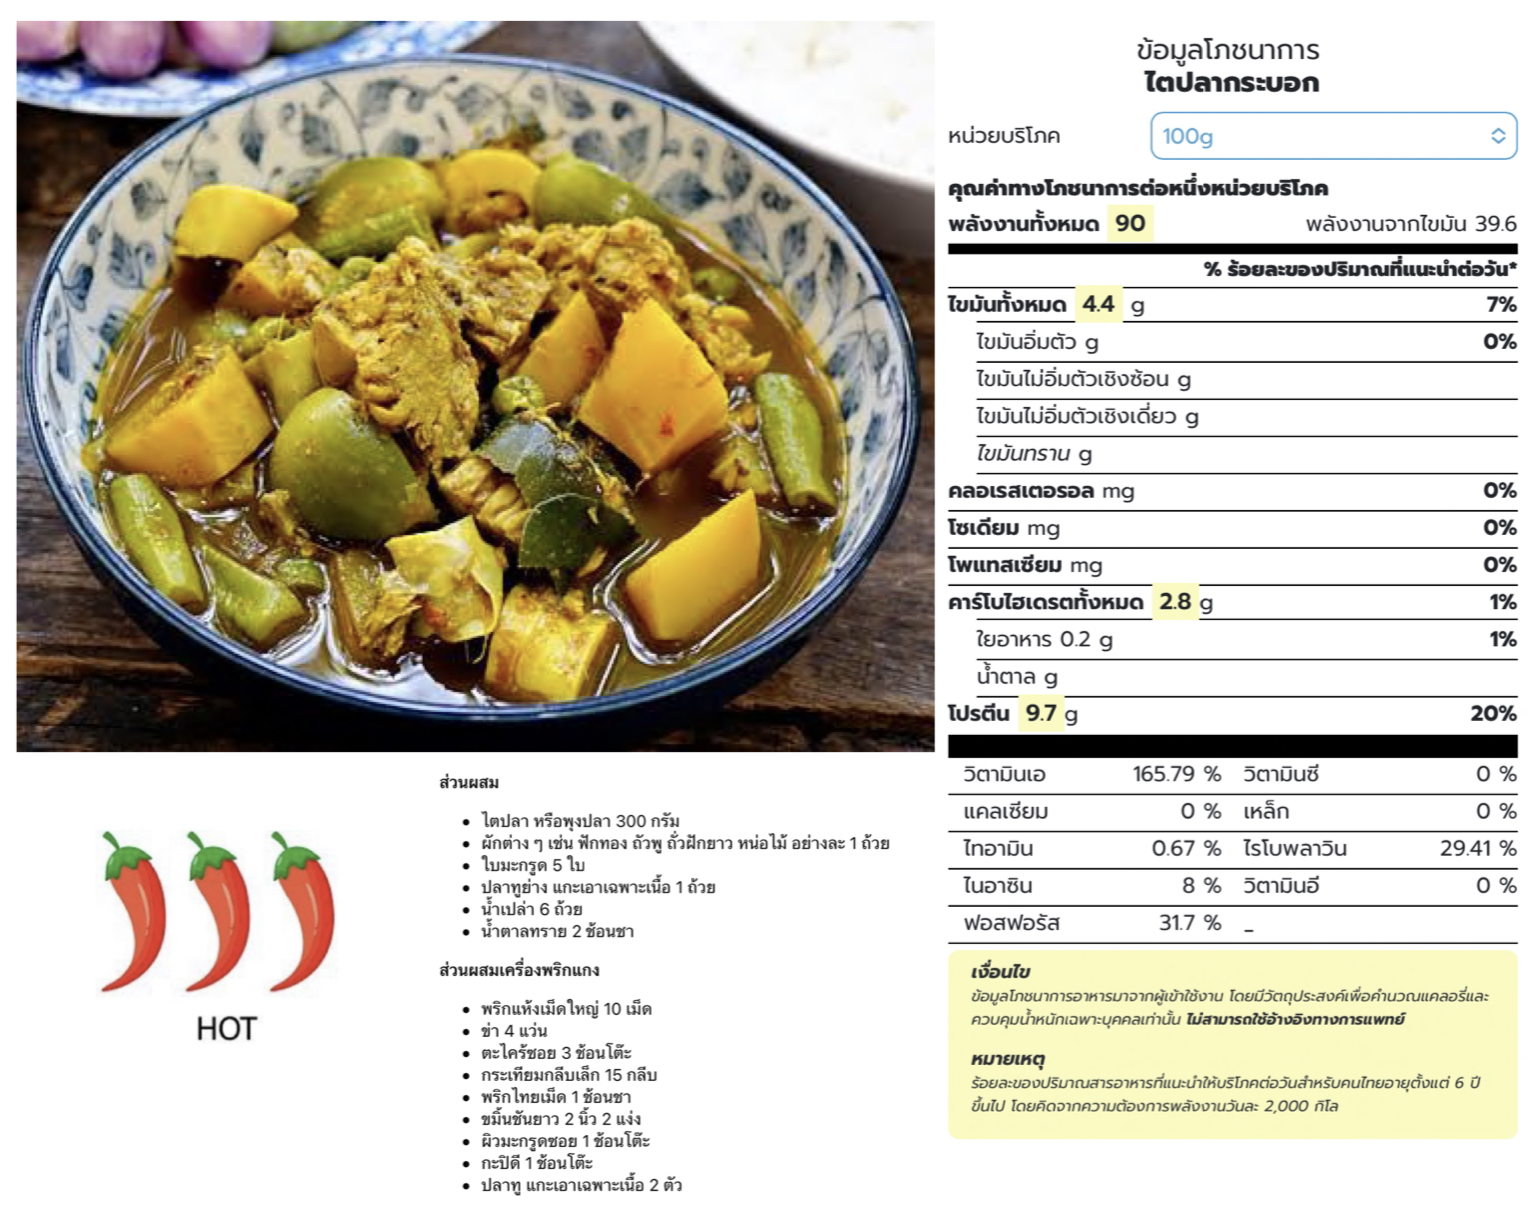 ข้อมูลโภชนาการ
ไตปลากระบอก
หน่วยบริโภค 100g
คุณค่าทางโภชนาการต่อหนึ่งหน่วยบริโภค
พลังงานทั้งหมด 90 พลังงานจากไขมัน 39.6
% ร้อยละของปริมาณที่แนะนำต่อวัน*
ไขมันทั้งหมด 4.4 g 7%
ไขมันอิ่มตัว g 0%
ไขมันไม่อิ่มตัวเชิงซ้อน g
ไขมันไม่อิ่มตัวเชิงเดี่ยว g
ไขมันทราน g
คลอเรสเตอรอล mg 0%
โซเดียม mg 0%
โพแทสเซียม mg 0%
คาร์โบไฮเดรตทั้งหมด 2.8 g 1%
ใยอาหาร 0.2 g 1%
น้ำตาล g
โปรตีน 9.7 g 20%
วิตามินเอ 165.79 % วิตามินซี 0 %
แคลเซียม 0 % เหล็ก 0 %
ไทอามิน 0.67 % ไรโบพลาวิน 29.41 %
ไนอาซิน 8 % วิตามินอี 0 %
ฟอสฟอรัส 31.7 % _
เงื่อนไข
ข้อมูลโภชนาการอาหารมาจากผู้เข้าใช้งาน โดยมีวัตถุประสงค์เพื่อคำนวณแคลอรี่และ
ควบคุมน้ำหนักเฉพาะบุคคลเท่านั้น ไม่สามารถใช้อ้างอิงทางการแพทย์
หมายเหตุ
ร้อยละของปริมาณสารอาหารที่แนะนำให้บริโภคต่อวันสำหรับคนไทยอายุตั้งแต่ 6 ปี
ขึ้นไป โดยคิดจากความต้องการพลังงานวันละ 2,000 กิโล
ส่วนผสม
• ไตปลา หรือพุงปลา 300 กรัม
• ผักต่าง ๆ เช่น ฟักทอง ถัวพู ถั่วฝักยาว หน่อไม้ อย่างละ 1 ถ้วย
• ใบมะกรูด 5 ใบ
• ปลาทูย่าง แกะเอาเฉพาะเนื้อ 1 ถ้วย
• น้ำเปล่า 6 ถ้วย
• น้ำตาลทราย 2 ช้อนชา
ส่วนผสมเครื่องพริกแกง
• พริกแห้งเม็ดใหญ่ 10 เม็ด
• ข่า 4 แว่น
• ตะไคร้ซอย 3 ช้อนโต๊ะ
• กระเทียมกลีบเล็ก 15 กลีบ
• พริกไทยเม็ด 1 ช้อนชา
• ขมิ้นชันยาว 2 นิ้ว 2 แง่ง
• ผิวมะกรูดซอย 1 ช้อนโต๊ะ
• กะปิดี 1 ช้อนโต๊ะ
• ปลาทู แกะเอาเฉพาะเนื้อ 2 ตัว
HOT